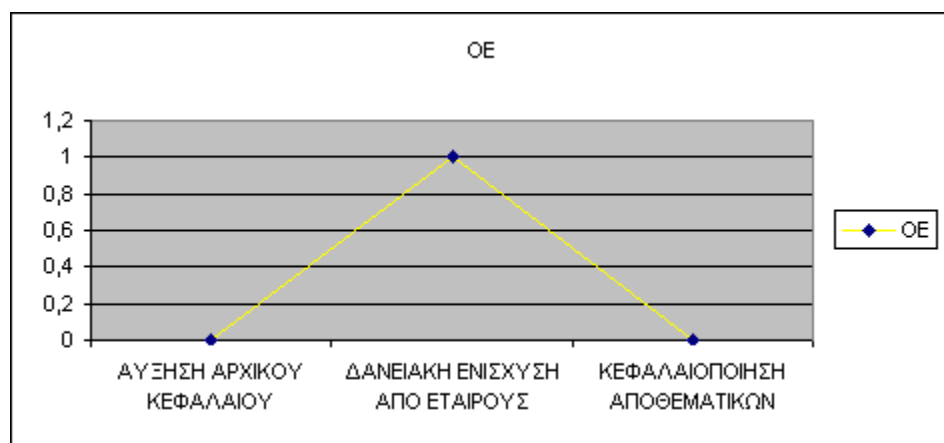 ΟΕ
1,2
1
0,8
0,6
0,4
0,2
0
ΟΕ
ΑΥΞΗΣΗ ΑΡΧΙΚΟΥ
ΚΕΦΑΛΑΙΟΥ
ΔΑΝΕΙΑΚΗ ΕΝΙΣΧΥΣΗ
ΑΠΟ ΕΤΑΙΡΟΥΣ
ΚΕΦΑΛΑΙΟΠΟΙΗΣΗ
ΑΠΟΘΕΜΑΤΙΚΩΝ